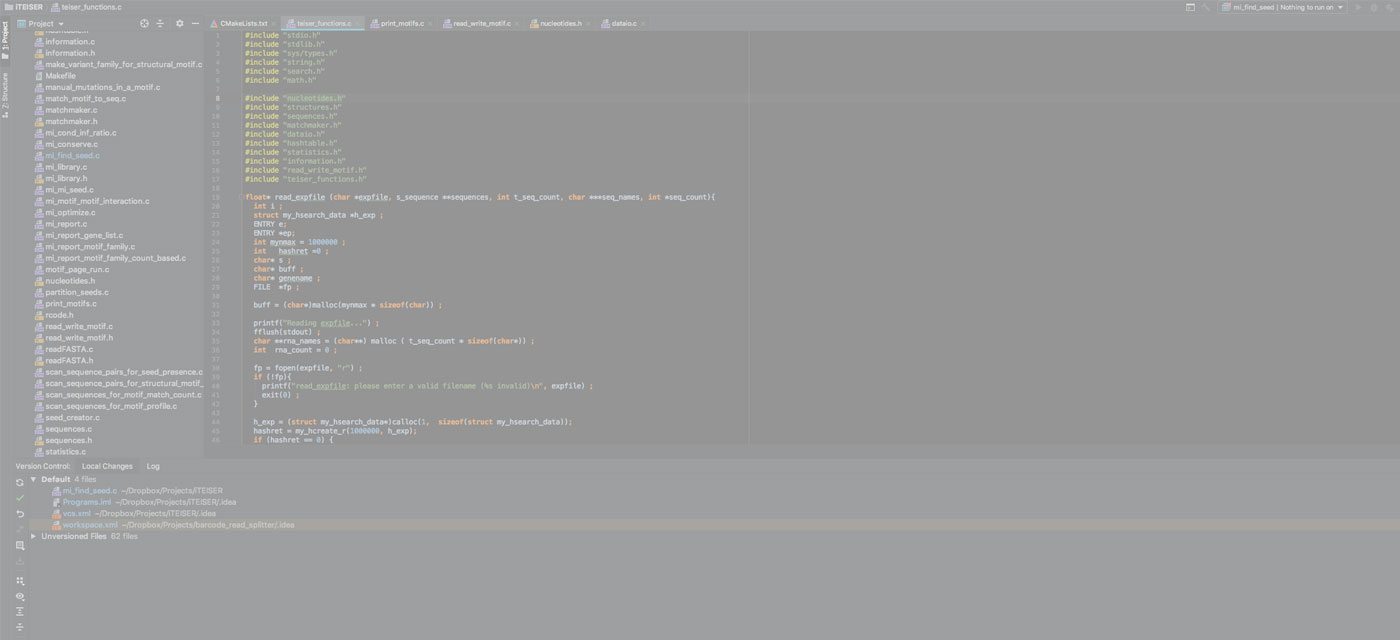 iTEISER teiser_functions.c
mi_find_seed | Nothing to run on
1: Project
Z: Structure
Project
CMakeLists.txt teiser_functions.c print_motifs.c read_write_motif.c nucleotides.h dataio.c
information.c
information.h
make_variant_family_for_structural_motif.c
Makefile
manual_mutations_in_a_motif.c
match_motif_to_seq.c
matchmaker.c
matchmaker.h
mi_cond_inf_ratio.c
mi_conserve.c
mi_find_seed.c
mi_library.c
mi_library.h
mi_mi_seed.c
mi_motif_motif_interaction.c
mi_optimize.c
mi_report.c
mi_report_gene_list.c
mi_report_motif_family.c
mi_report_motif_family_count_based.c
motif_page_run.c
nucleotides.h
partition_seeds.c
print_motifs.c
rcode.h
read_write_motif.c
read_write_motif.h
readFASTA.c
readFASTA.h
scan_sequence_pairs_for_seed_presence.c
scan_sequence_pairs_for_structural_motif_
scan_sequences_for_motif_match_count.c
scan_sequences_for_motif_profile.c
seed_creator.c
sequences.c
sequences.h
statistics.c
1 #include "stdio.h"
2 #include "stdlib.h"
3 #include "sys/types.h"
4 #include "string.h"
5 #include "search.h"
6 #include "math.h"
7
8 #include "nucleotides.h"
9 #include "structures.h"
10 #include "sequences.h"
11 #include "matchmaker.h"
12 #include "dataio.h"
13 #include "hashtable.h"
14 #include "statistics.h"
15 #include "information.h"
16 #include "read_write_motif.h"
17 #include "teiser_functions.h"
18
19 float* read_expfile (char *expfile, s_sequence **sequences, int t_seq_count, char ***seq_names, int *seq_count){
20 int i ;
21 struct my_hsearch_data *h_exp ;
22 ENTRY e;
23 ENTRY *ep;
24 int mynmax = 1000000 ;
25 int hashret =0 ;
26 char* s ;
27 char* buff ;
28 char* genename ;
29 FILE *fp ;
30
31 buff = (char*)malloc(mynmax * sizeof(char)) ;
32
33 printf("Reading expfile...") ;
34 fflush(stdout) ;
35 char **rna_names = (char**) malloc ( t_seq_count * sizeof(char*)) ;
36 int rna_count = 0 ;
37
38 fp = fopen(expfile, "r") ;
39 if (!fp){
40 printf("read_expfile: please enter a valid filename (%s invalid)\n", expfile) ;
41 exit(0) ;
42 }
43
44 h_exp = (struct my_hsearch_data*)calloc(1, sizeof(struct my_hsearch_data));
45 hashret = my_hcreate_r(1000000, h_exp);
46 if (hashret == 0) {
Version Control: Local Changes Log
Default 4 files
mi_find_seed.c ~/Dropbox/Projects/iTEISER
Programs.iml ~/Dropbox/Projects/iTEISER/.idea
vcs.xml ~/Dropbox/Projects/iTEISER/.idea
workspace.xml ~/Dropbox/Projects/barcode_read_splitter/.idea
Unversioned Files 62 files